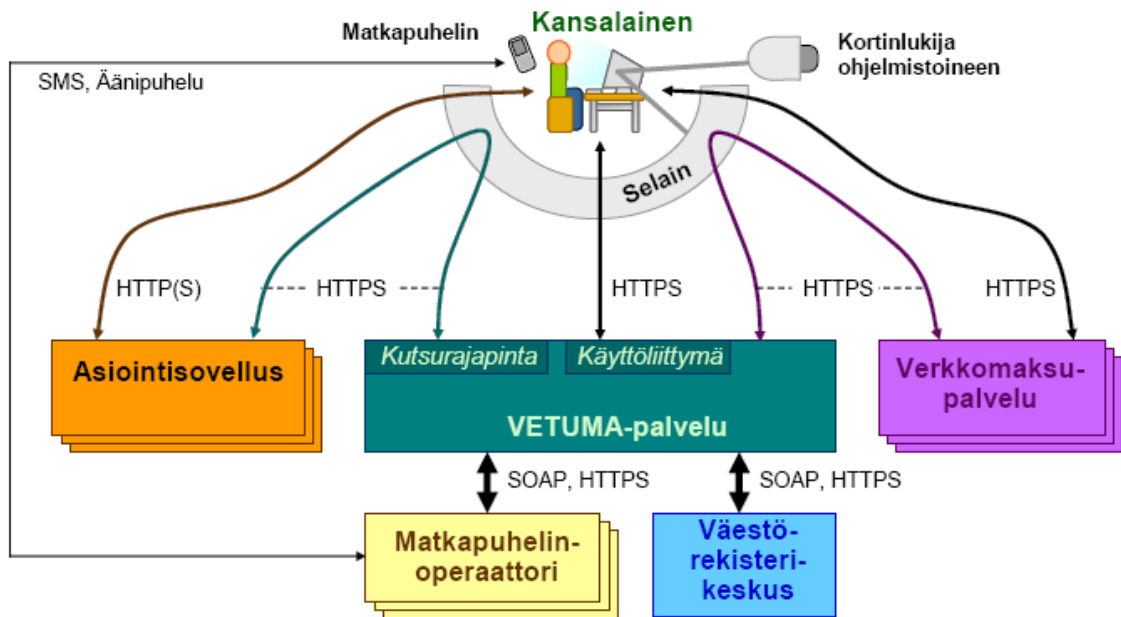 Kansalainen
Matkapuhelin
Kortinlukija
ohjelmistoineen
SMS, Äänipuhelu
Selain
HTTP(S)
HTTPS
HTTPS
HTTPS
HTTPS
Asiointisovellus
Kutsurajapinta
Käyttöliittymä
VETUMA-palvelu
Verkkomaksu-
palvelu
SOAP, HTTPS
SOAP, HTTPS
Matkapuhelin-
operaattori
Väestö-
rekisteri-
keskus